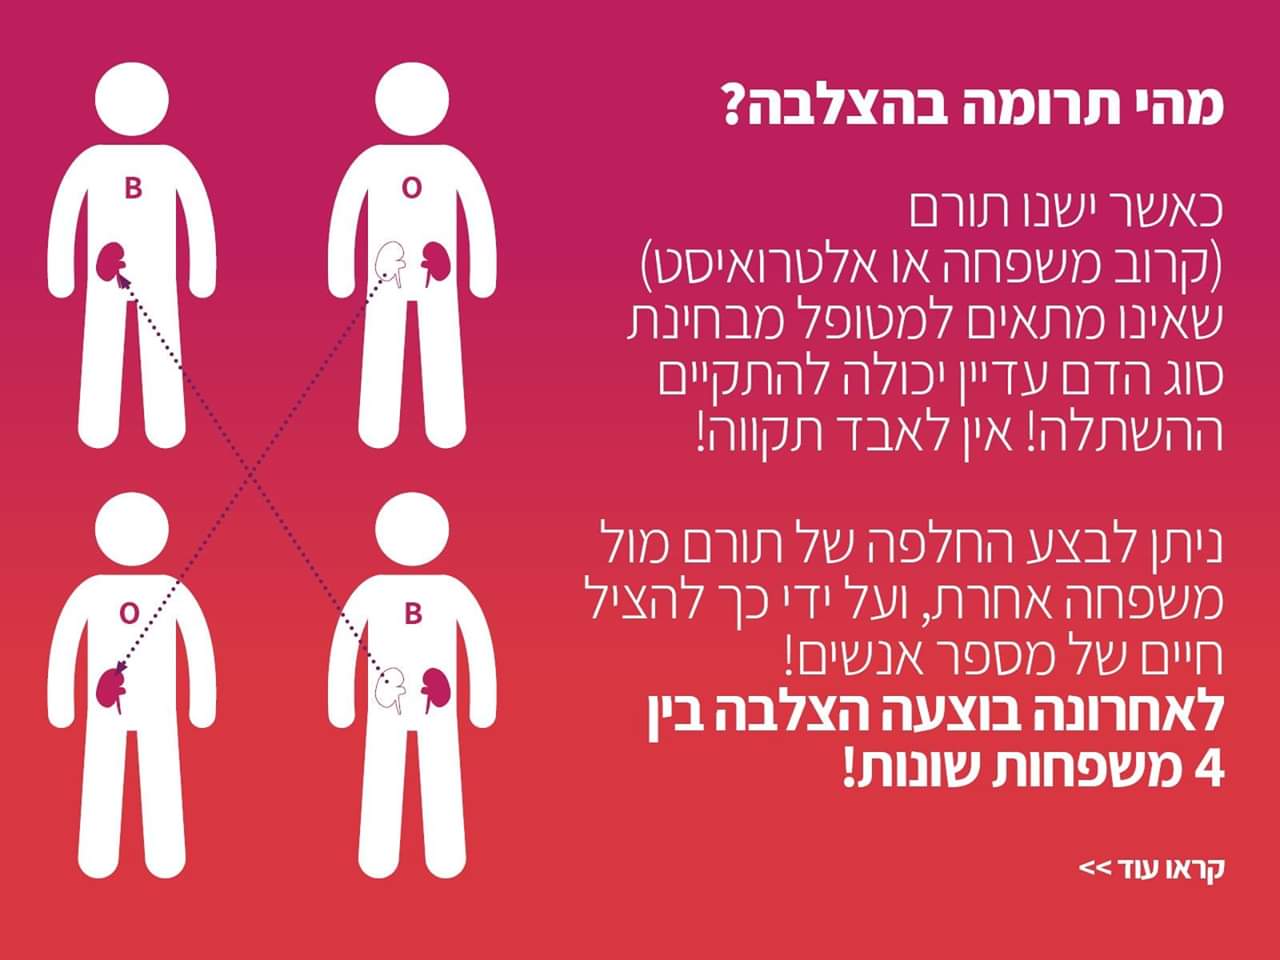 מהי תרומה בהצלבה?
כאשר ישנו תורם
(קרוב משפחה או אלטרואיסט)
שאינו מתאים למטופל מבחינת
סוג הדם עדיין יכולה להתקיים
ההשתלה! אין לאבד תקווה!
ניתן לבצע החלפה של תורם מול
משפחה אחרת, ועל ידי כך להציל
חיים של מספר אנשים!
לאחרונה בוצעה הצלבה בין
4 משפחות שונות!
קראו עוד >>
O
B
B
O